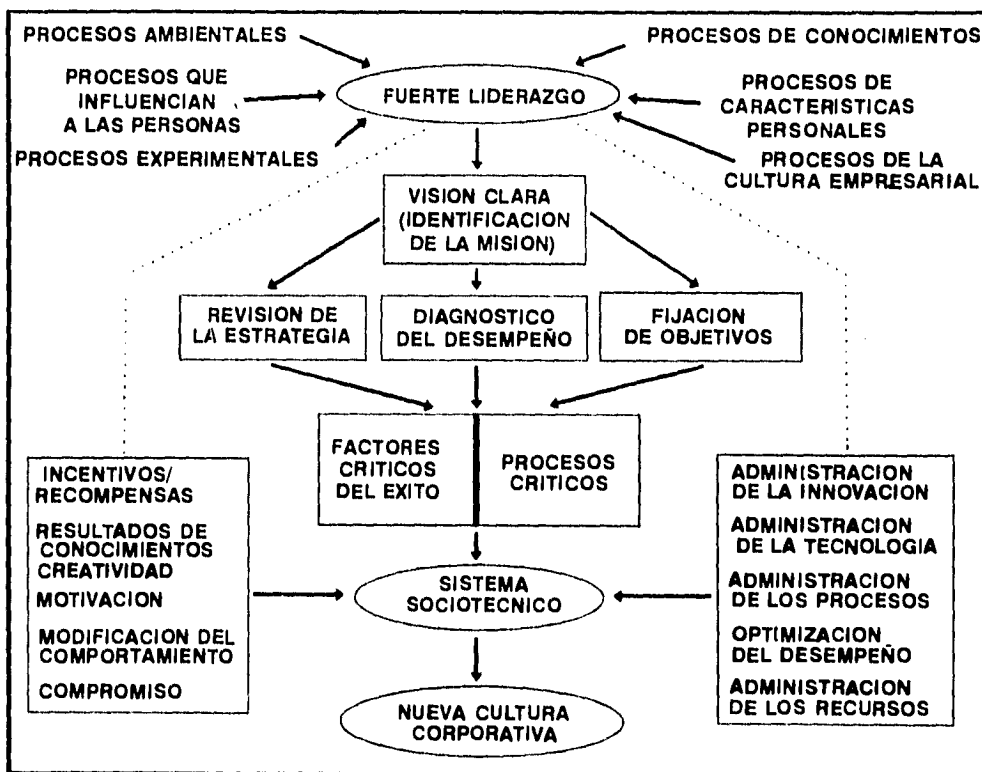 PROCESOS AMBIENTALES
PROCESOS DE CONOCIMIENTOS
PROCESOS QUE
INFLUENCIAN
A LAS PERSONAS
FUERTE LIDERAZGO
PROCESOS DE
CARACTERISTICAS
PERSONALES
PROCESOS EXPERIMENTALES
PROCESOS DE LA
CULTURA EMPRESARIAL
VISION CLARA
(IDENTIFICACION
DE LA MISION)
REVISION DE
LA ESTRATEGIA
DIAGNOSTICO
DEL DESEMPEÑO
FIJACION
DE OBJETIVOS
FACTORES
CRITICOS
DEL EXITO
PROCESOS
CRITICOS
INCENTIVOS/
RECOMPENSAS
RESULTADOS DE
CONOCIMIENTOS
CREATIVIDAD
MOTIVACION
MODIFICACION DEL
COMPORTAMIENTO
COMPROMISO
SISTEMA
SOCIOTECNICO
ADMINISTRACION
DE LA INNOVACION
ADMINISTRACION
DE LA TECNOLOGIA
ADMINISTRACION
DE LOS PROCESOS
OPTIMIZACION
DEL DESEMPEÑO
ADMINISTRACION
DE LOS RECURSOS
NUEVA CULTURA
CORPORATIVA